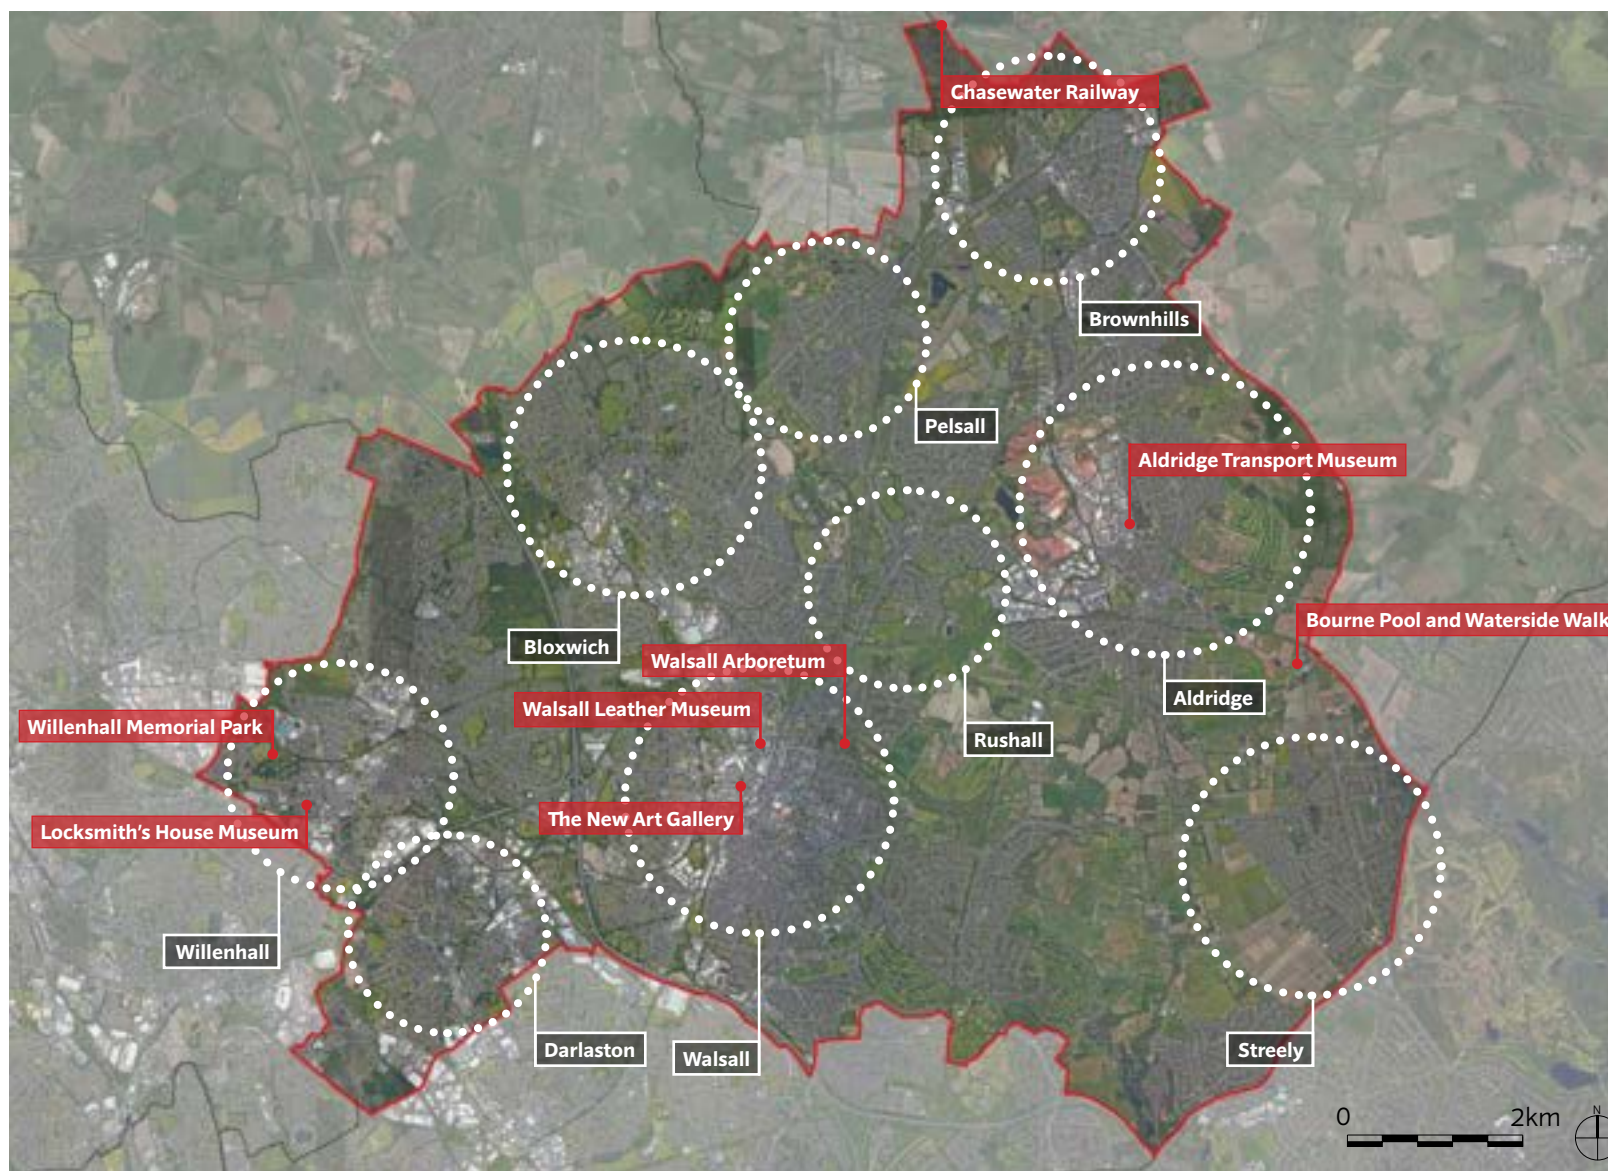 Chasewater Railway
Brownhills
Pelsall
Aldridge Transport Museum
Bourne Pool and Waterside Walk
Bloxwich
Walsall Arboretum
Aldridge
Walsall Leather Museum
Willenhall Memorial Park
Rushall
The New Art Gallery
Locksmith's House Museum
Willenhall
Darlaston
Walsall
Streely
0 2km
N